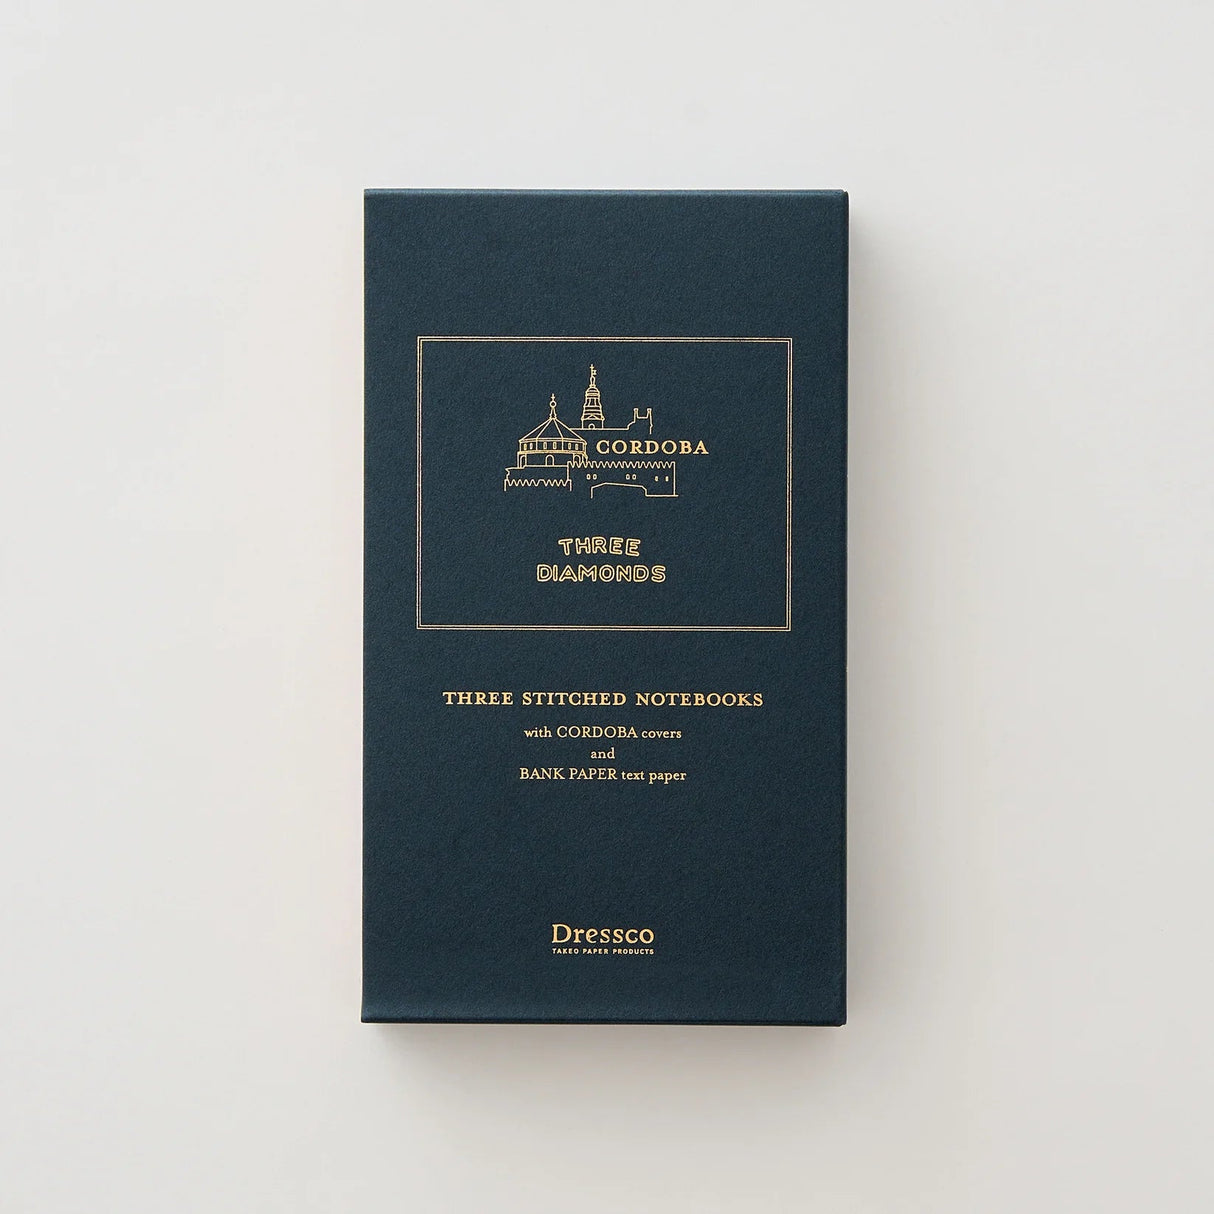 CORDOBA
THREE
DIAMONDS
THREE STITCHED NOTEBOOKS
with CORDOBA covers
and
BANK PAPER text paper
Dressco
TAKEO PAPER PRODUCTS